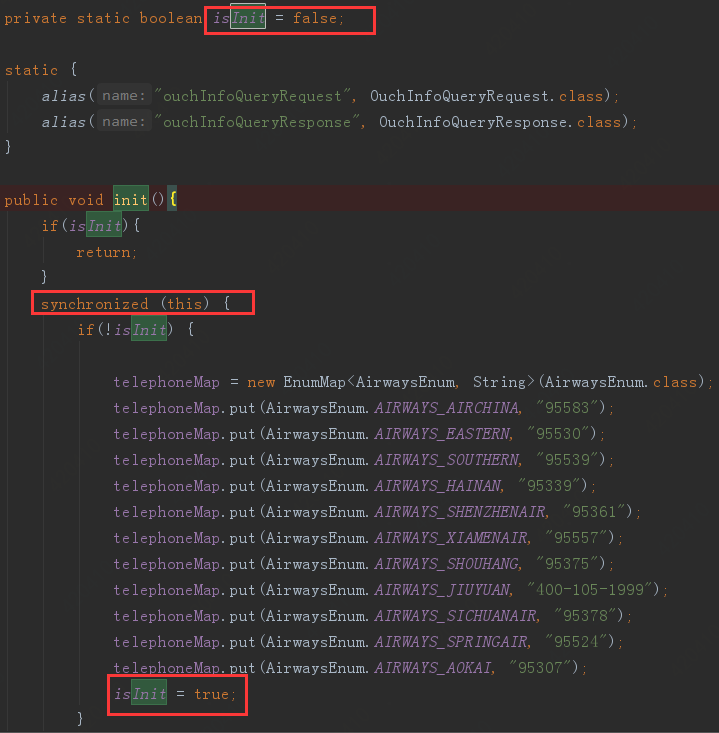 private static boolean isInit = false;
static {
alias( name: "ouchInfoQueryRequest", OuchInfoQueryRequest.class);
alias( name: "ouchInfoQueryResponse", OuchInfoQueryResponse.class);
}
public void init(){
if(isInit){
return;
}
synchronized (this) {
if(!isInit) {
telephoneMap = new EnumMap<AirwaysEnum, String>(AirwaysEnum.class);
telephoneMap.put(AirwaysEnum.AIRWAYS_AIRCHINA, "95583");
telephoneMap.put(AirwaysEnum.AIRWAYS_EASTERN, "95530");
telephoneMap.put(AirwaysEnum.AIRWAYS_SOUTHERN, "95539");
telephoneMap.put(AirwaysEnum.AIRWAYS_HAINAN, "95339");
telephoneMap.put(AirwaysEnum.AIRWAYS_SHENZHENAIR, "95361");
telephoneMap.put(AirwaysEnum.AIRWAYS_XIAMENAIR, "95557");
telephoneMap.put(AirwaysEnum.AIRWAYS_SHOUHANG, "95375");
telephoneMap.put(AirwaysEnum.AIRWAYS_JIUYUAN, "400-105-1999");
telephoneMap.put(AirwaysEnum.AIRWAYS_SICHUANAIR, "95378");
telephoneMap.put(AirwaysEnum.AIRWAYS_SPRINGAIR, "95524");
telephoneMap.put(AirwaysEnum.AIRWAYS_AOKAI, "95307");
isInit = true;
}